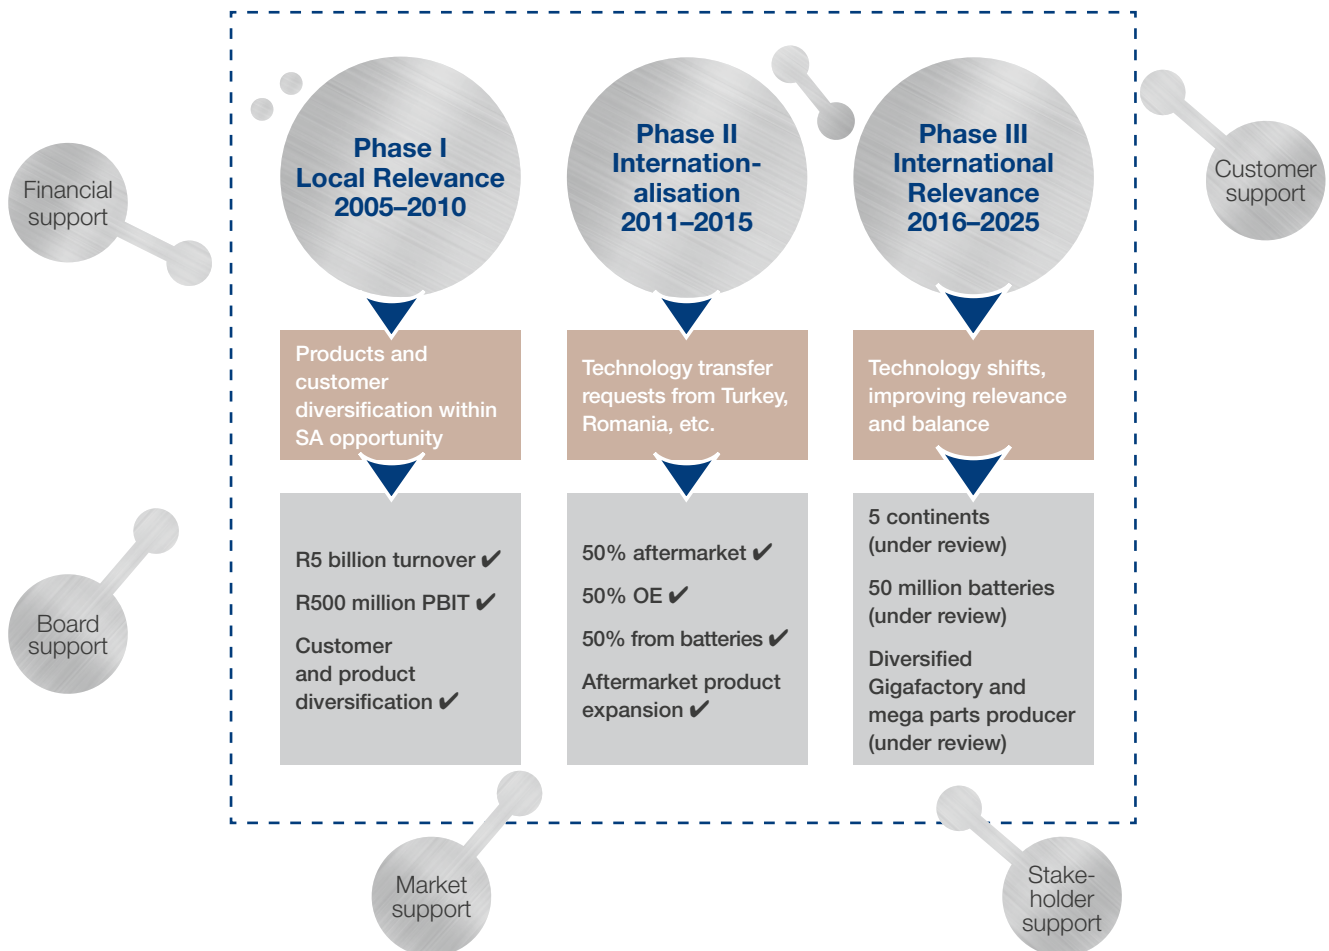 Phase I
Local Relevance
2005–2010
Phase II
Internation-
alisation
2011–2015
Phase III
International
Relevance
2016–2025
Financial
support
Customer
support
Products and
customer
diversification within
SA opportunity
Technology transfer
requests from Turkey,
Romania, etc.
Technology shifts,
improving relevance
and balance
R5 billion turnover ✔
R500 million PBIT ✔
Customer
and product
diversification ✔
50% aftermarket ✔
50% OE ✔
50% from batteries ✔
Aftermarket product
expansion ✔
5 continents
(under review)
50 million batteries
(under review)
Diversified
Gigafactory and
mega parts producer
(under review)
Board
support
Market
support
Stake-
holder
support